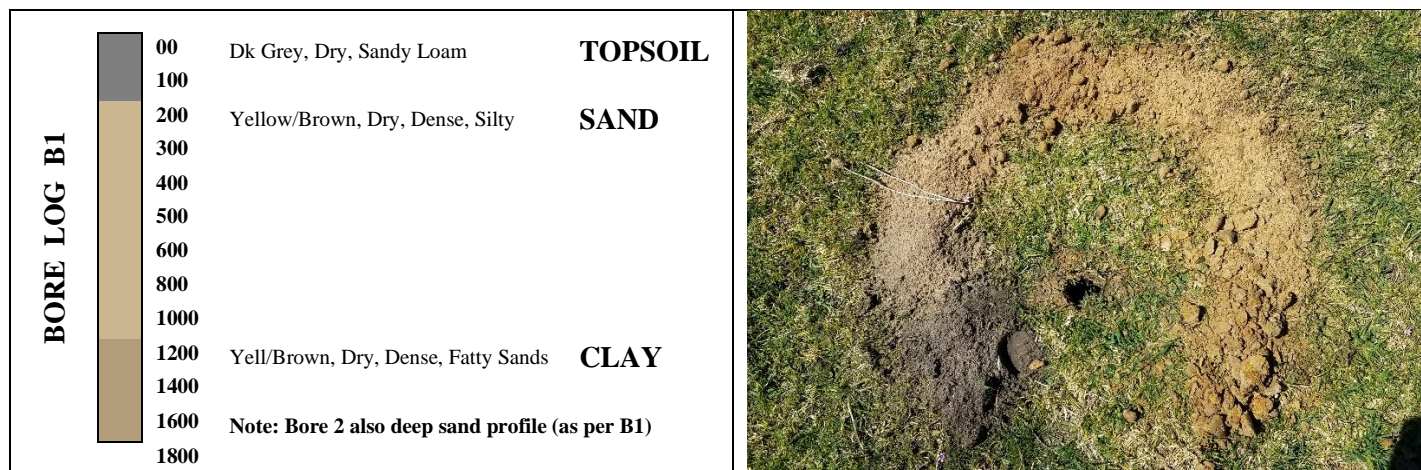 BORE LOG B1
00 Dk Grey, Dry, Sandy Loam TOPSOIL
100
200 Yellow/Brown, Dry, Dense, Silty SAND
300
400
500
600
800
1000
1200 Yell/Brown, Dry, Dense, Fatty Sands CLAY
1400
1600 Note: Bore 2 also deep sand profile (as per B1)
1800